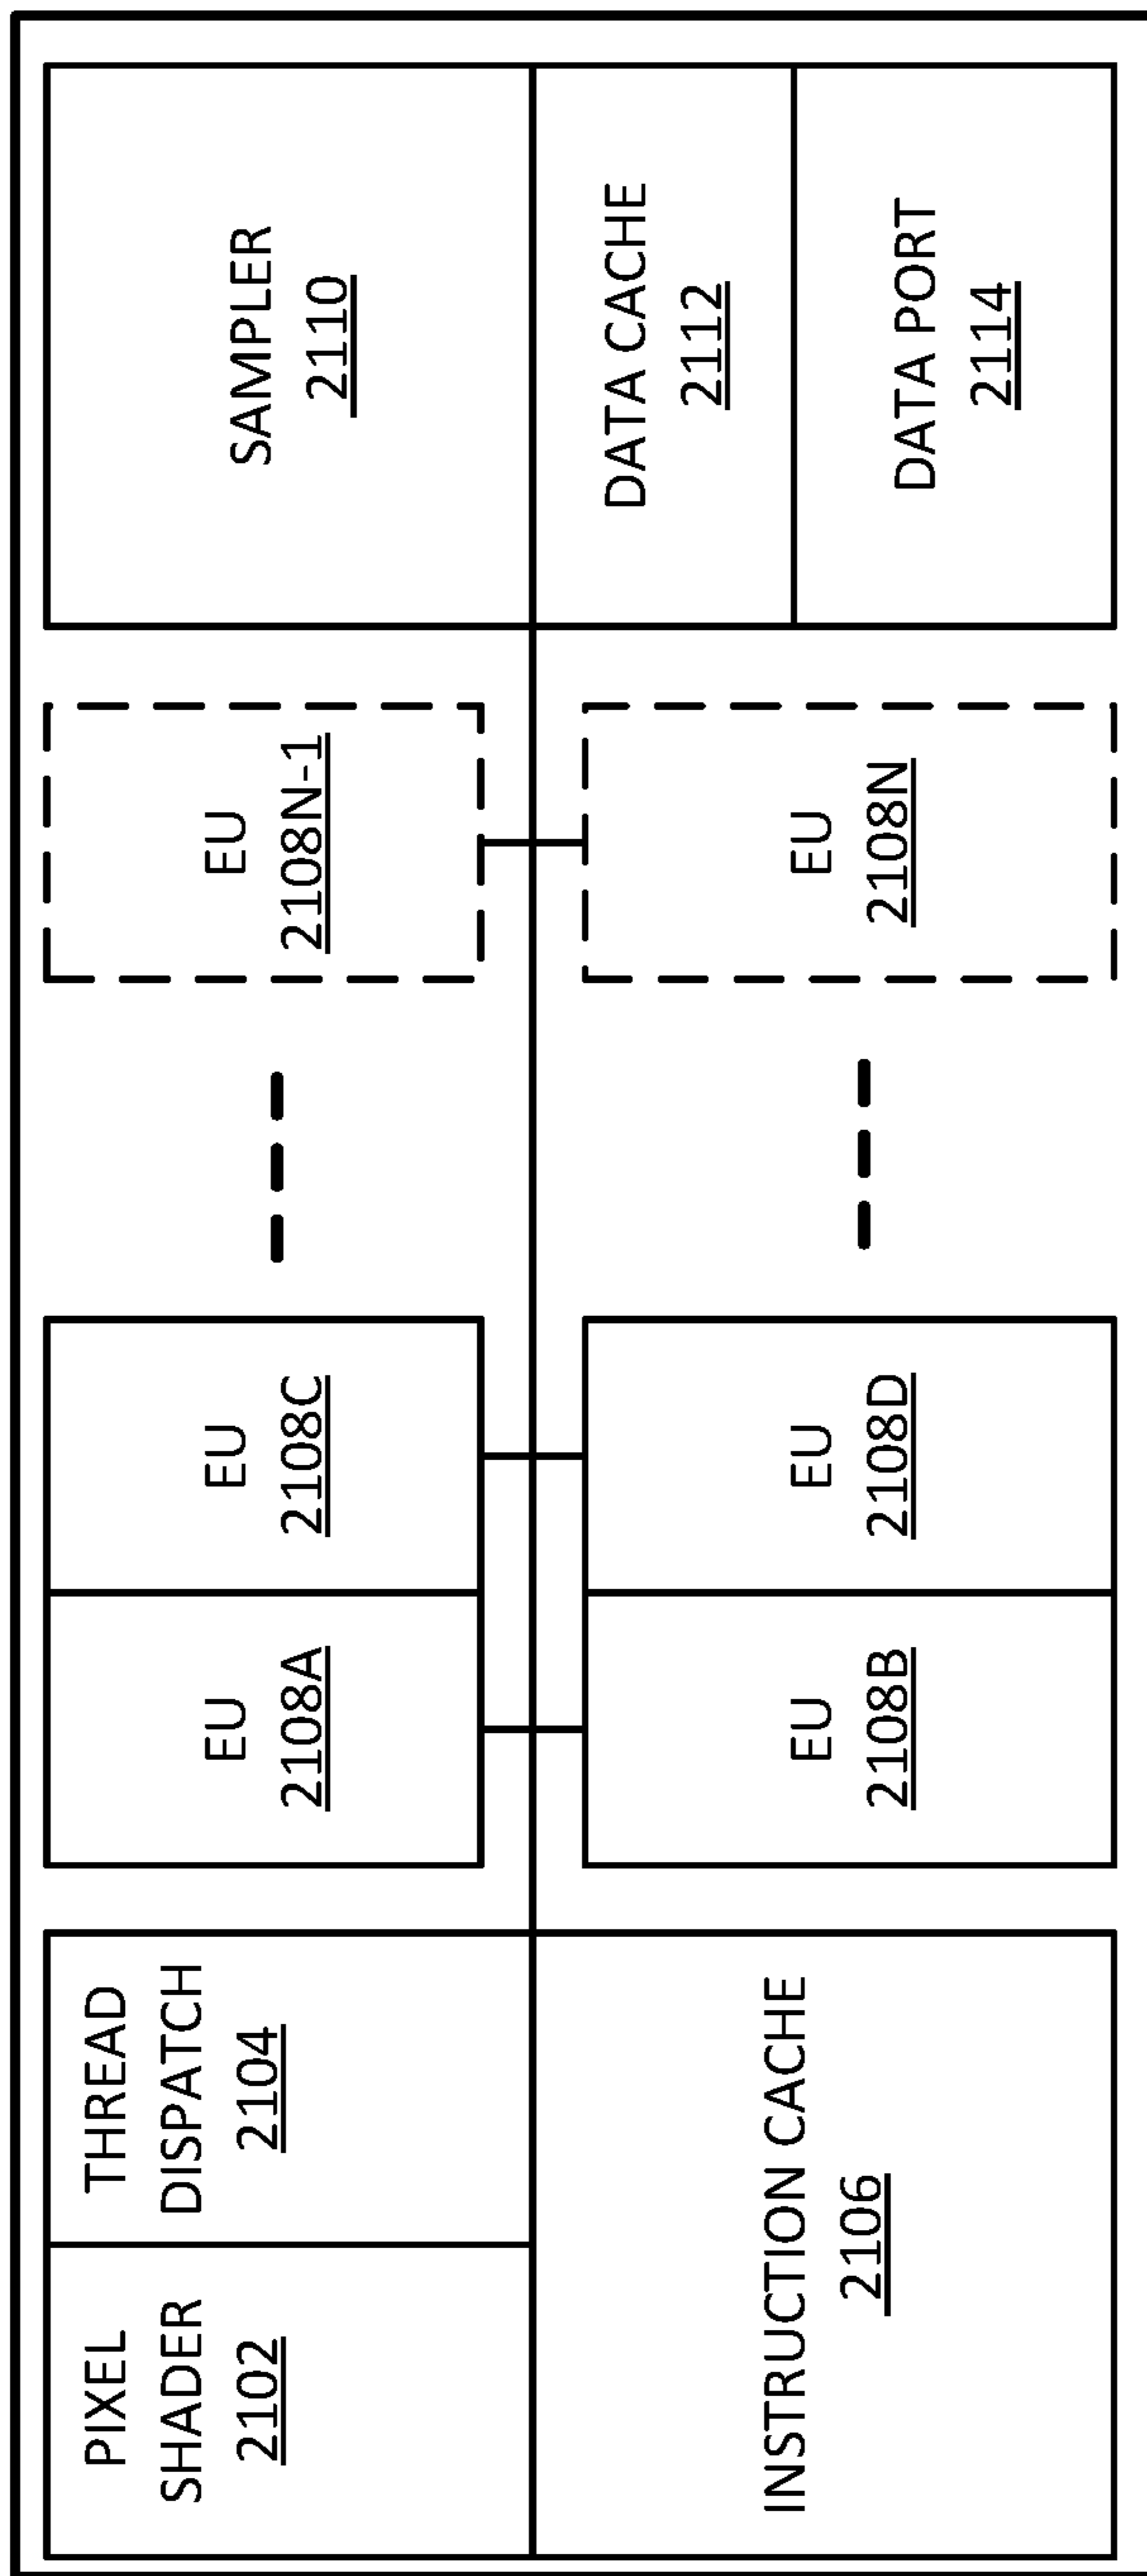 PIXEL
SHADER
2102
THREAD
DISPATCH
2104
INSTRUCTION CACHE
2106
EU
2108A
EU
2108C
EU
2108B
EU
2108D
EU
2108N-1
EU
2108N
SAMPLER
2110
DATA CACHE
2112
DATA PORT
2114